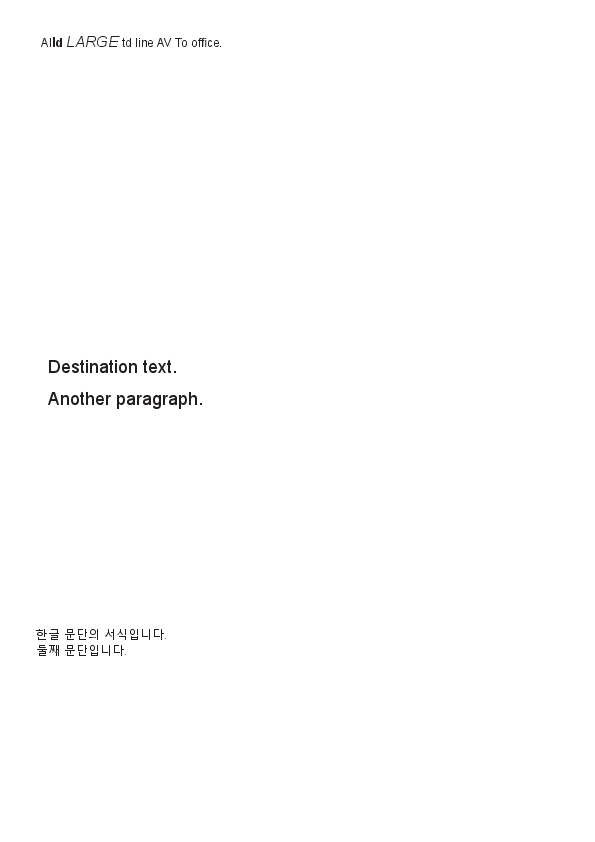 Alld LARGE td line AV To office.
Destination text.
Another paragraph.
한글 문단의 서식입니다.
둘째 문단입니다.